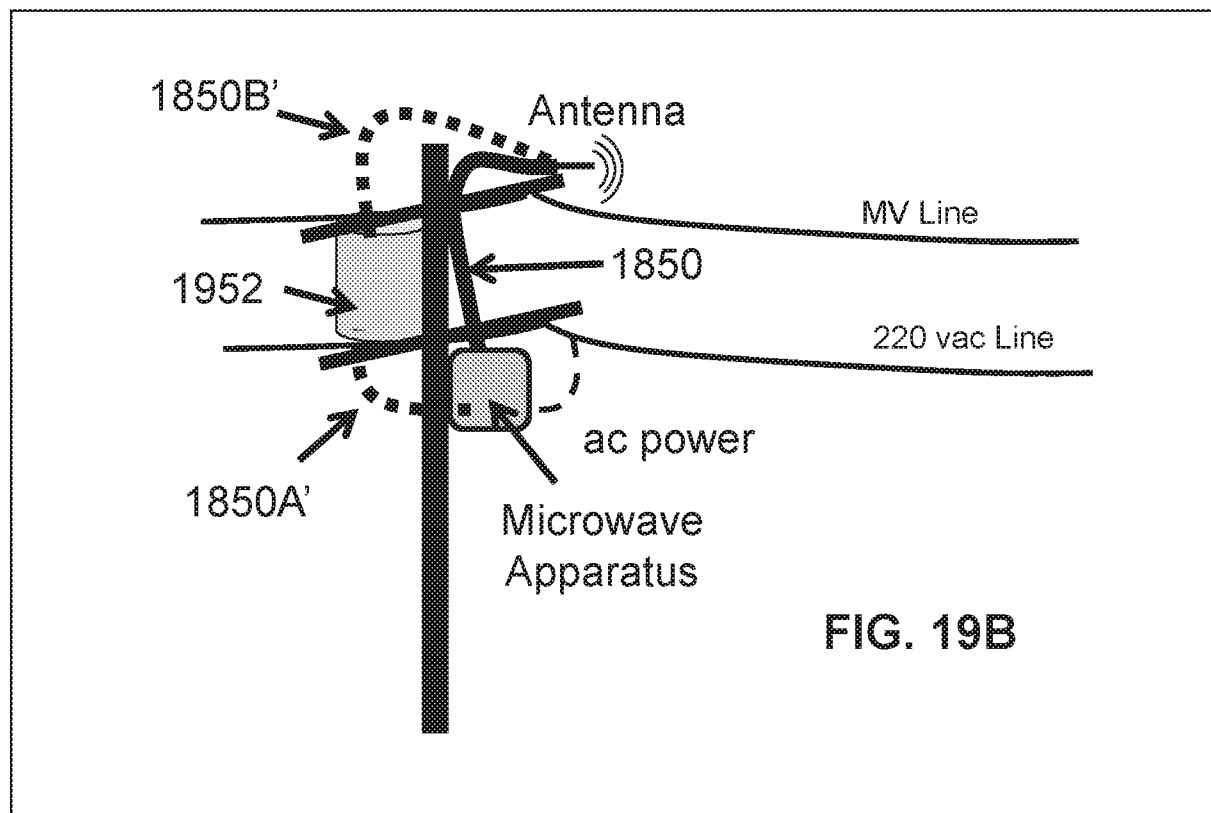 1850B’
Antenna
MV Line
1850
1952
220 vac Line
ac power
1850A’
Microwave
Apparatus
FIG. 19B